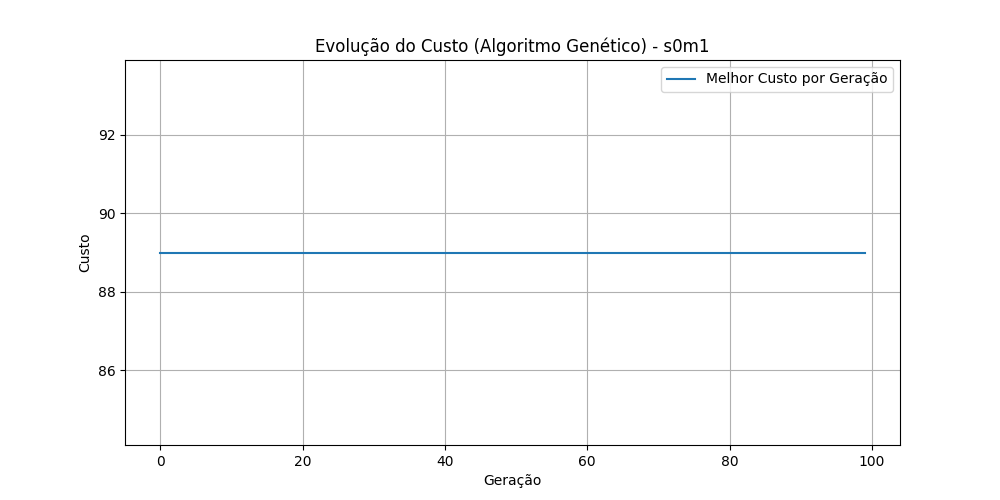 Evolução do Custo (Algoritmo Genético) - s0m1
Melhor Custo por Geração
92
90
88
86
Custo
0 20 40 60 80 100
Geração